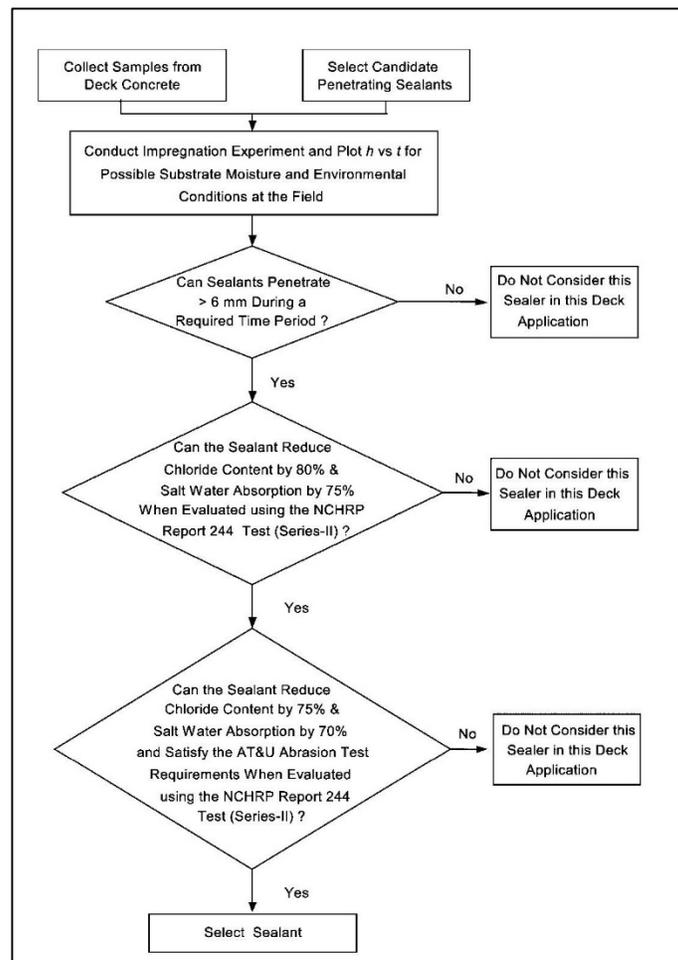 Collect Samples from
Deck Concrete
Select Candidate
Penetrating Sealants
Conduct Impregnation Experiment and Plot h vs t for
Possible Substrate Moisture and Environmental
Conditions at the Field
Can Sealants Penetrate
> 6 mm During a
Required Time Period ?
No
Do Not Consider this
Sealer in this Deck
Application
Yes
Can the Sealant Reduce
Chloride Content by 80% &
Salt Water Absorption by 75%
When Evaluated using the NCHRP
Report 244 Test (Series-II) ?
No
Do Not Consider this
Sealer in this Deck
Application
Yes
Can the Sealant Reduce
Chloride Content by 75% &
Salt Water Absorption by 70%
and Satisfy the AT&U Abrasion Test
Requirements When Evaluated
using the NCHRP Report 244
Test (Series-II) ?
No
Do Not Consider this
Sealer in this Deck
Application
Yes
Select Sealant